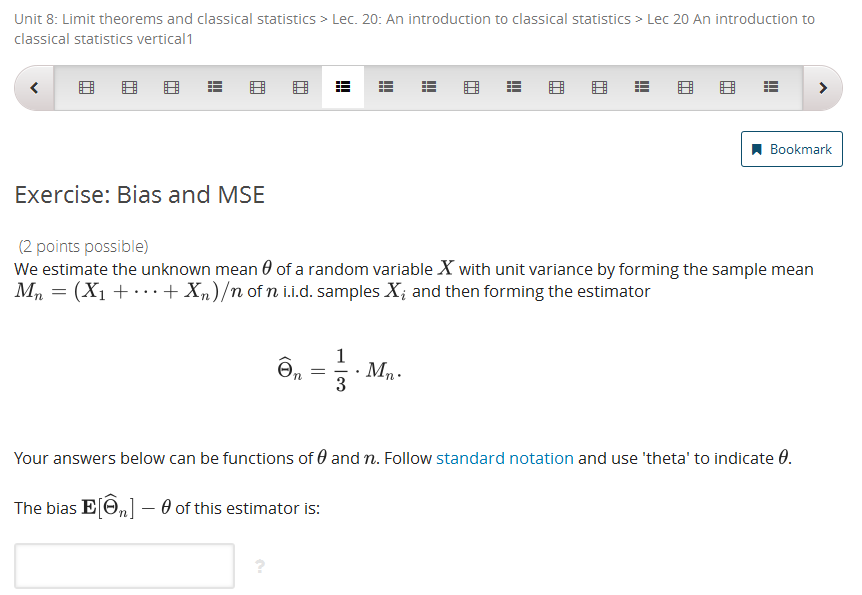 Unit 8: Limit theorems and classical statistics > Lec. 20: An introduction to classical statistics > Lec 20 An introduction to
classical statistics vertical1
Bookmark
Exercise: Bias and MSE
(2 points possible)
We estimate the unknown mean θ of a random variable X with unit variance by forming the sample mean
Mₙ = (X₁ + ··· + Xₙ)/n of n i.i.d. samples Xᵢ and then forming the estimator
Θ̂ₙ = 1/3 · Mₙ.
Your answers below can be functions of θ and n. Follow standard notation and use 'theta' to indicate θ.
The bias E[Θ̂ₙ] − θ of this estimator is:
?